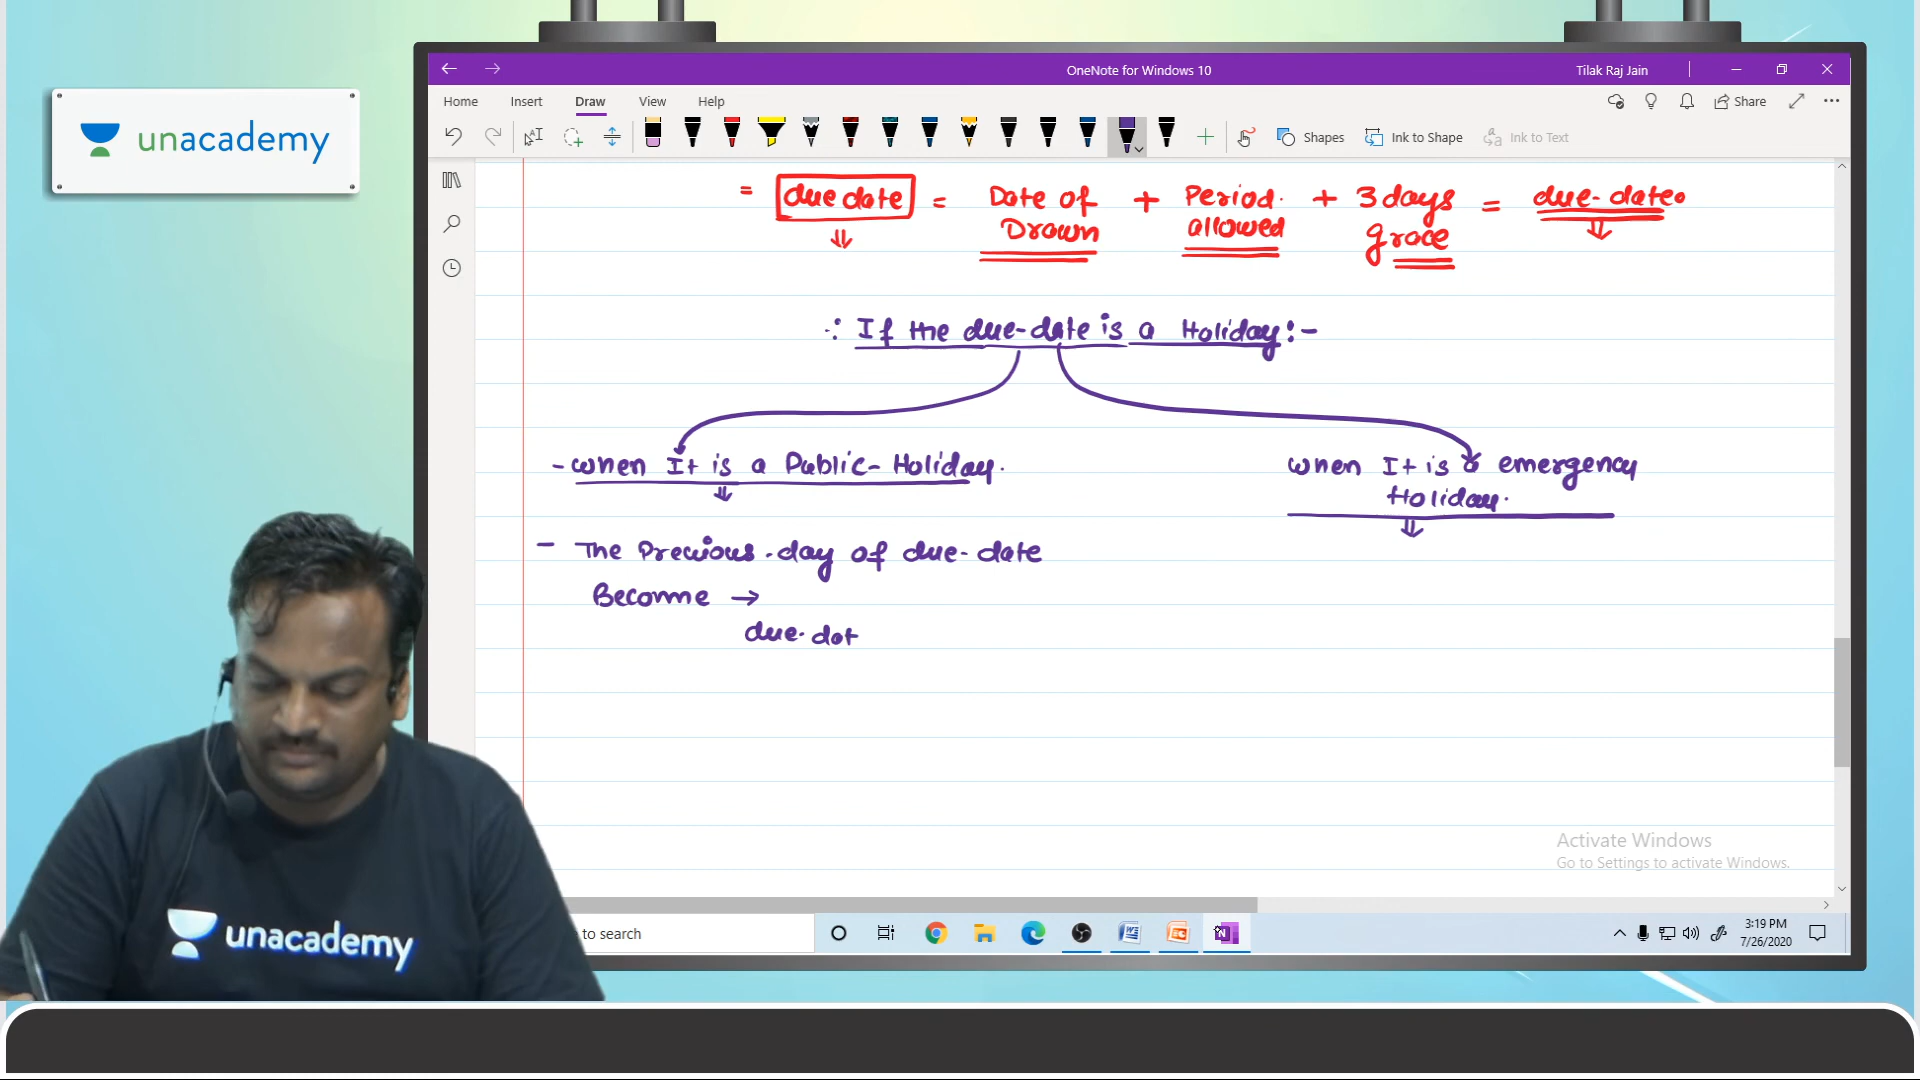 OneNote for Windows 10
Tilak Raj Jain
Home Insert Draw View Help
Share
Shapes
Ink to Shape
Ink to Text
unacademy
= due date = Date of Drawn + Period allowed + 3 days grace = due-date
∴ If the due-date is a Holiday:-
- when It is a Public-Holiday.
when It is a emergency
Holiday.
- The Previous.day of due-date
Become →
due.dat
Activate Windows
Go to Settings to activate Windows.
unacademy
to search
3:19 PM
7/26/2020